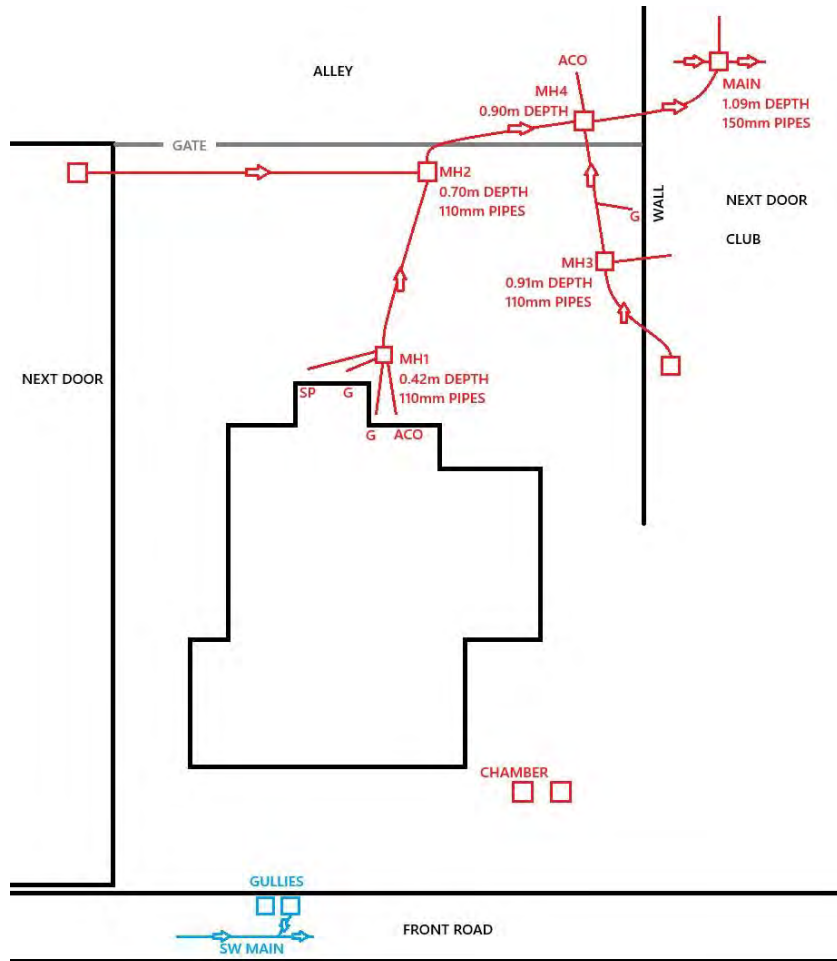 ACO
ALLEY
MH4
0.90m DEPTH
MAIN
1.09m DEPTH
150mm PIPES
GATE
MH2
0.70m DEPTH
110mm PIPES
WALL
NEXT DOOR
CLUB
G
MH3
0.91m DEPTH
110mm PIPES
NEXT DOOR
MH1
0.42m DEPTH
110mm PIPES
SP
G
G
ACO
CHAMBER
GULLIES
SW MAIN
FRONT ROAD